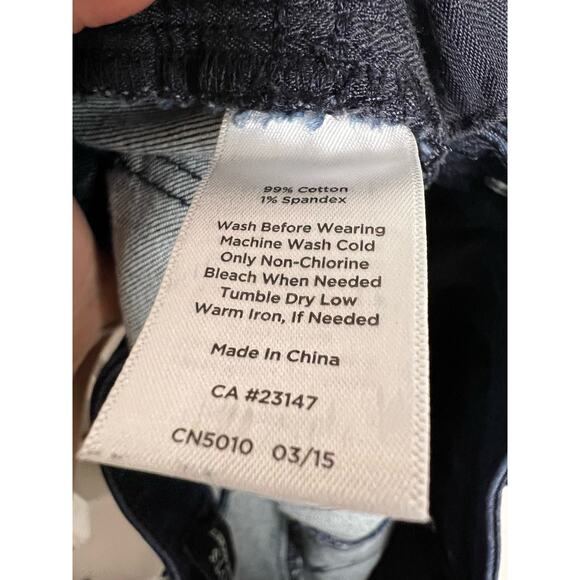 99% Cotton
1% Spandex
Wash Before Wearing
Machine Wash Cold
Only Non-Chlorine
Bleach When Needed
Tumble Dry Low
Warm Iron, If Needed
Made In China
CA #23147
CN5010 03/15